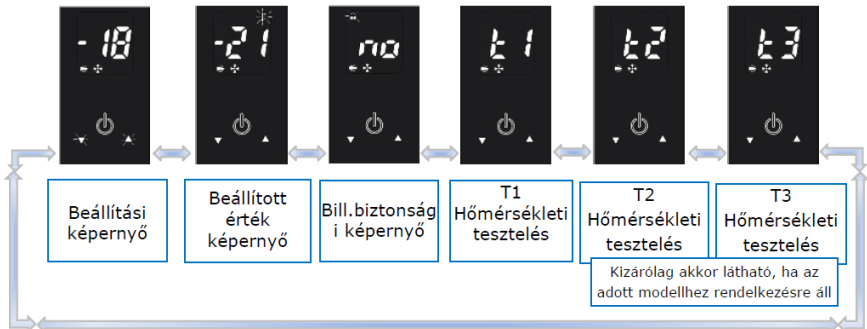 -18
-21
no
t1
t2
t3
Beállítási
képernyő
Beállított
érték
képernyő
Bill.biztonság
i képernyő
T1
Hőmérsékleti
tesztelés
T2
Hőmérsékleti
tesztelés
T3
Hőmérsékleti
tesztelés
Kizárólag akkor látható, ha az
adott modellhez rendelkezésre áll